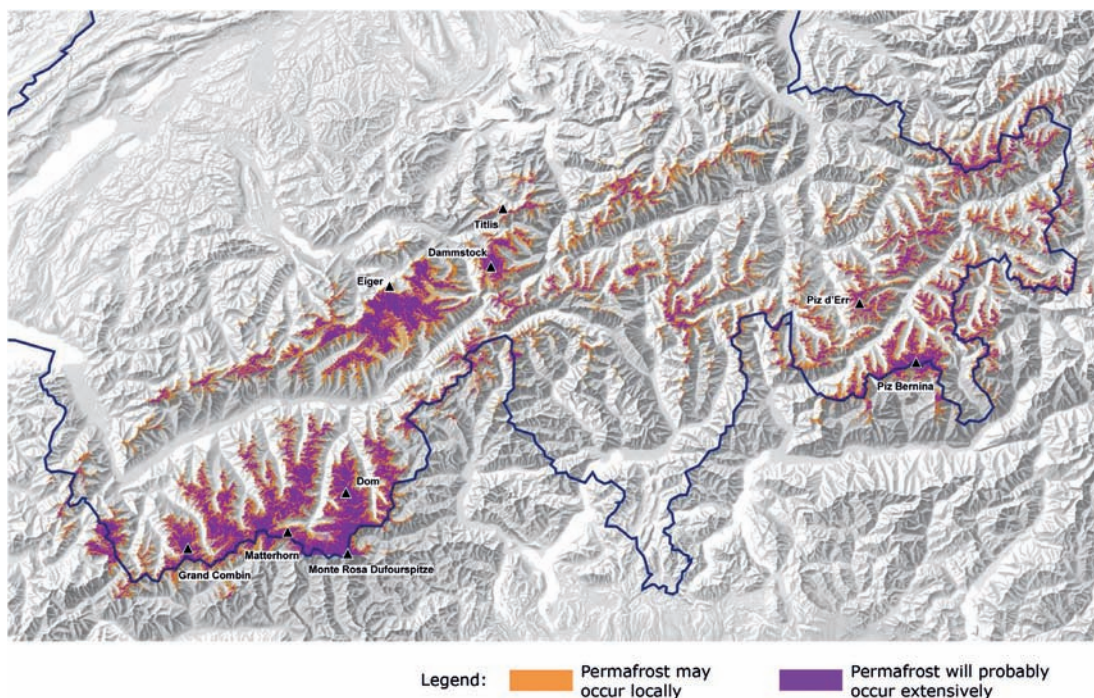 Titlis
Dammstock
Eiger
Piz d'Err
Piz Bernina
Dom
Matterhorn
Grand Combin
Monte Rosa Dufourspitze
Legend:
Permafrost may
occur locally
Permafrost will probably
occur extensively